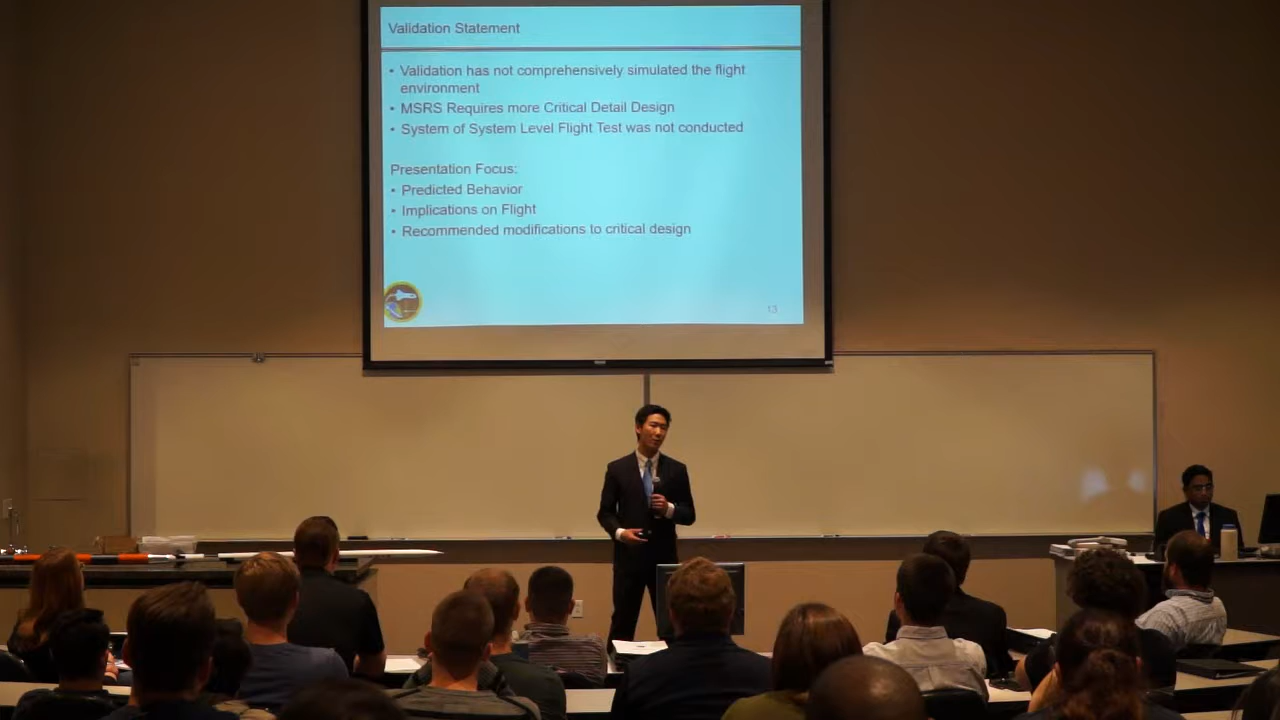 Validation Statement
• Validation has not comprehensively simulated the flight
environment
• MSRS Requires more Critical Detail Design
• System of System Level Flight Test was not conducted
Presentation Focus:
• Predicted Behavior
• Implications on Flight
• Recommended modifications to critical design
13